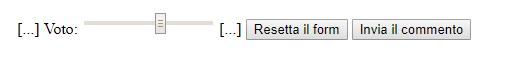 [...] Voto: [...] Resetta il form Invia il commento